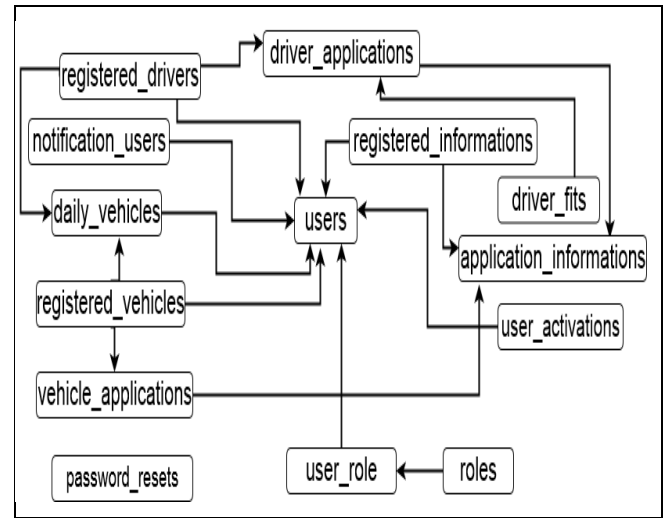 driver_applications
registered_drivers
notification_users
registered_informations
daily_vehicles
users
driver_fits
application_informations
registered_vehicles
user_activations
vehicle_applications
password_resets
user_role
roles